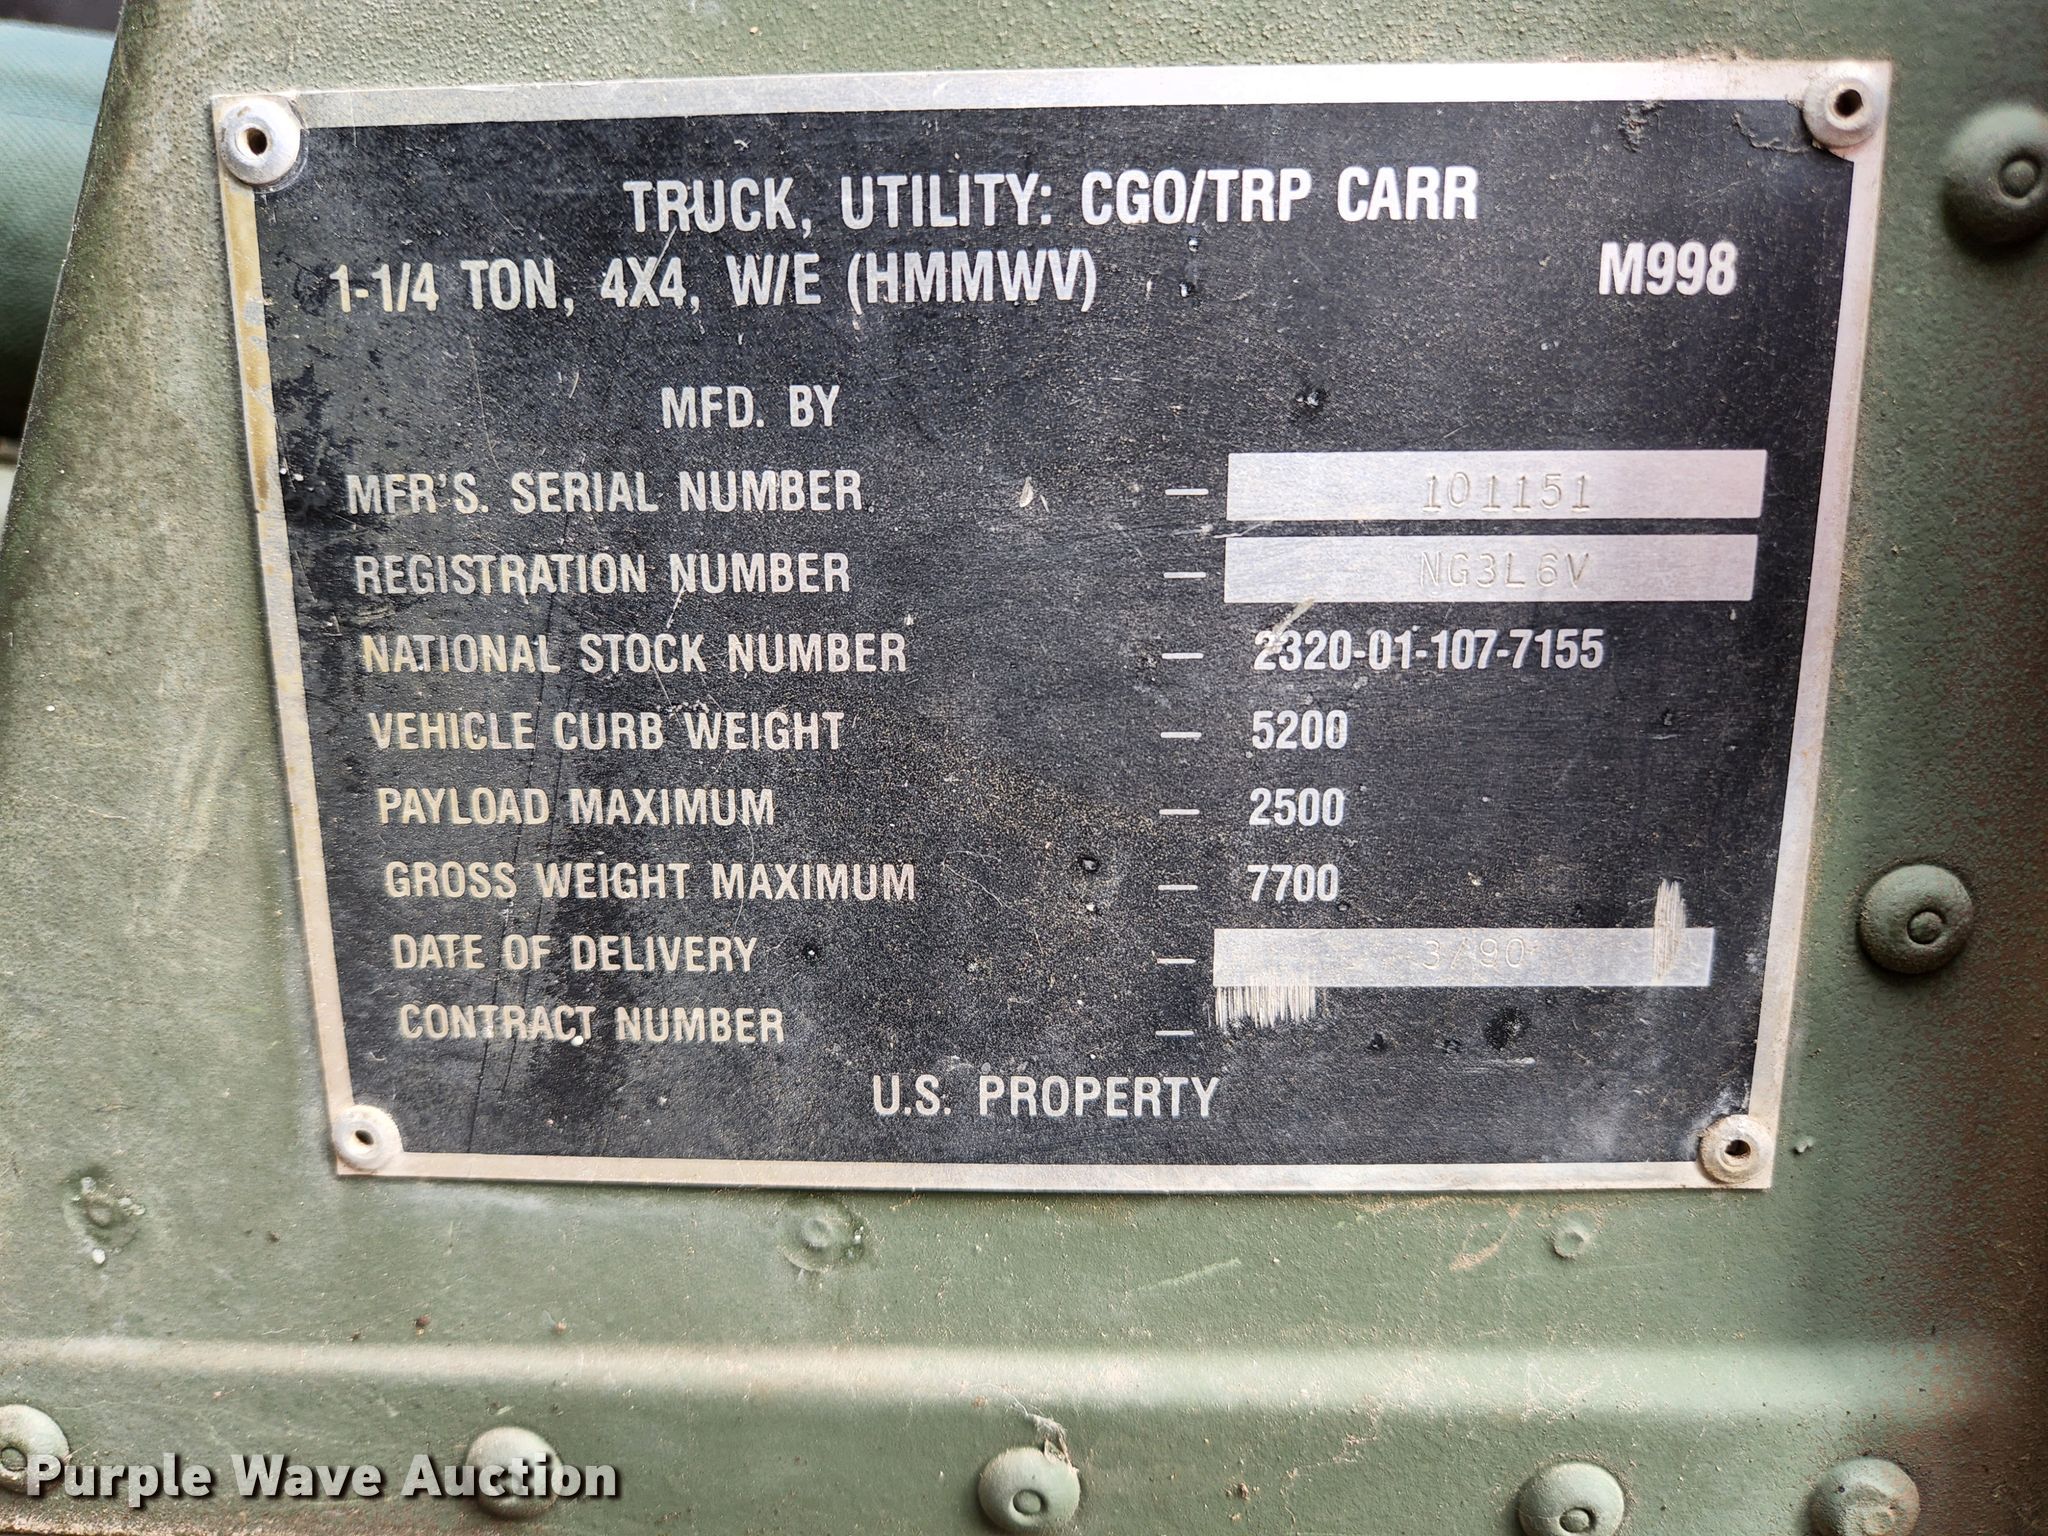 TRUCK, UTILITY: CGO/TRP CARR
1-1/4 TON, 4X4, W/E (HMMWV) M998
MFD. BY
MFR'S. SERIAL NUMBER — 101151
REGISTRATION NUMBER — NG3L6V
NATIONAL STOCK NUMBER — 2320-01-107-7155
VEHICLE CURB WEIGHT — 5200
PAYLOAD MAXIMUM — 2500
GROSS WEIGHT MAXIMUM — 7700
DATE OF DELIVERY — 3/90
CONTRACT NUMBER —
U.S. PROPERTY
Purple Wave Auction